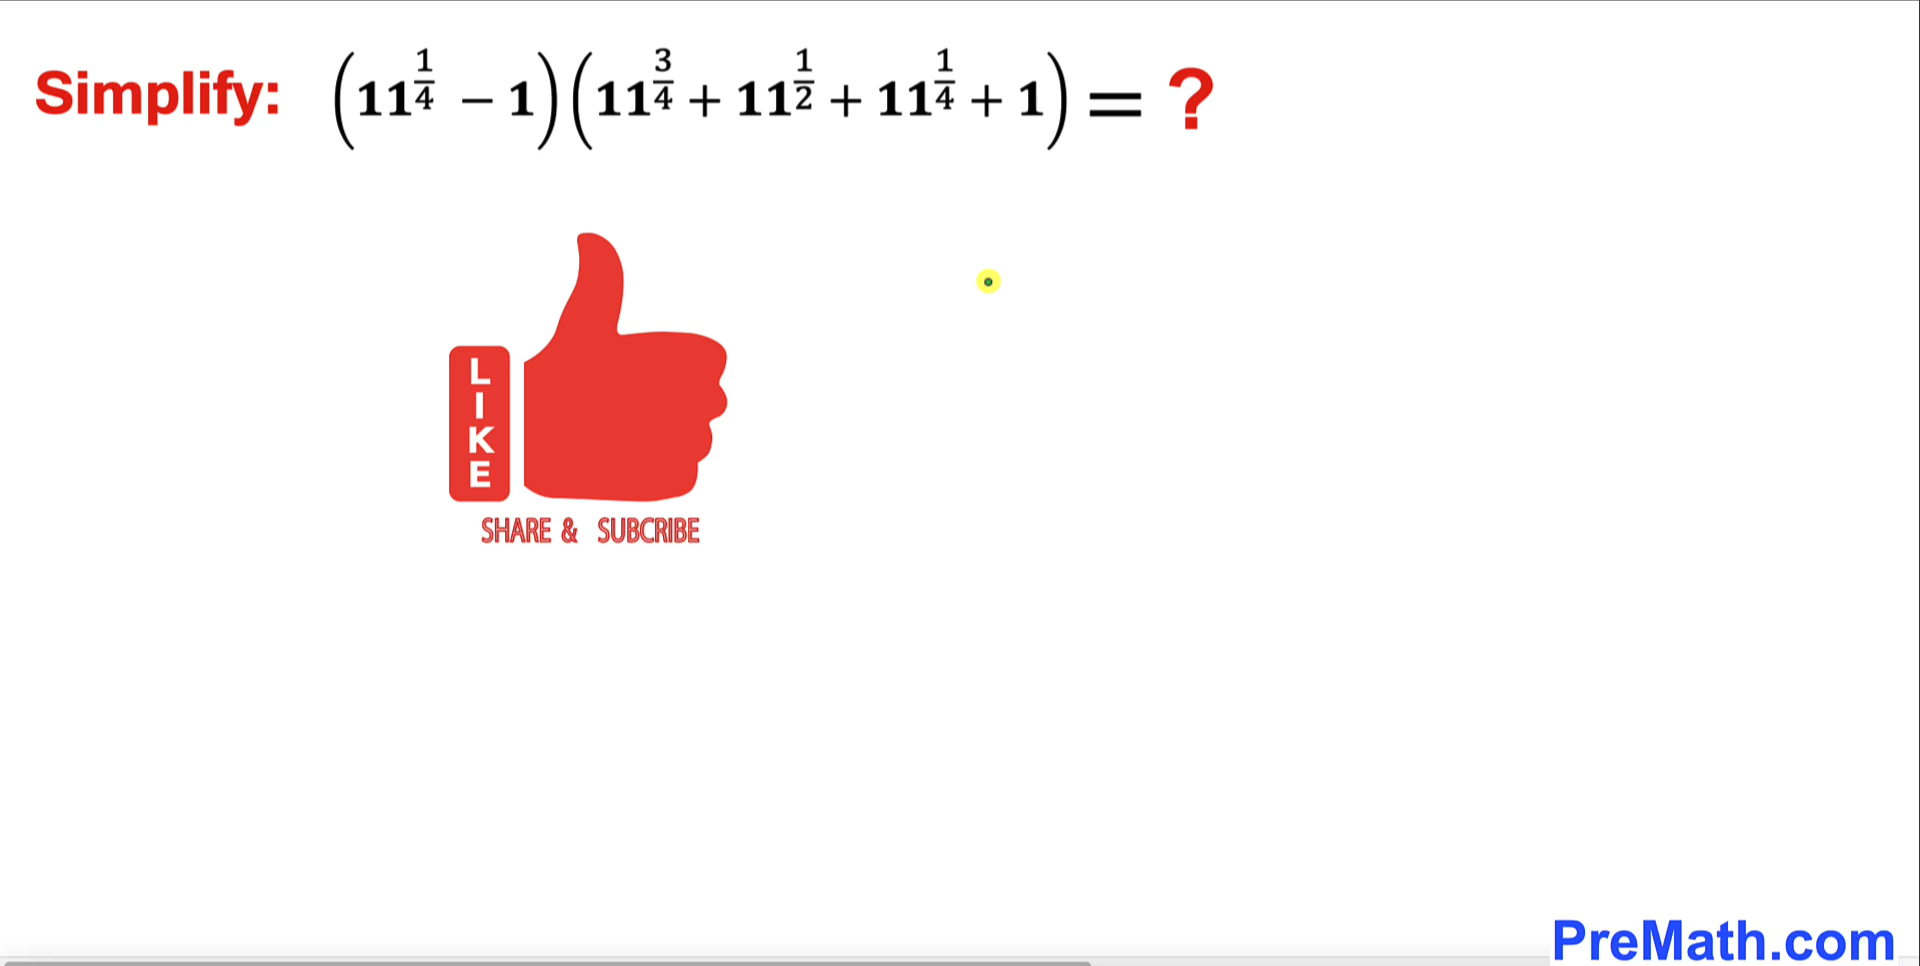 Simplify: (11^{1/4} − 1)(11^{3/4} + 11^{1/2} + 11^{1/4} + 1) = ?
L
I
K
E
SHARE & SUBCRIBE
PreMath.com